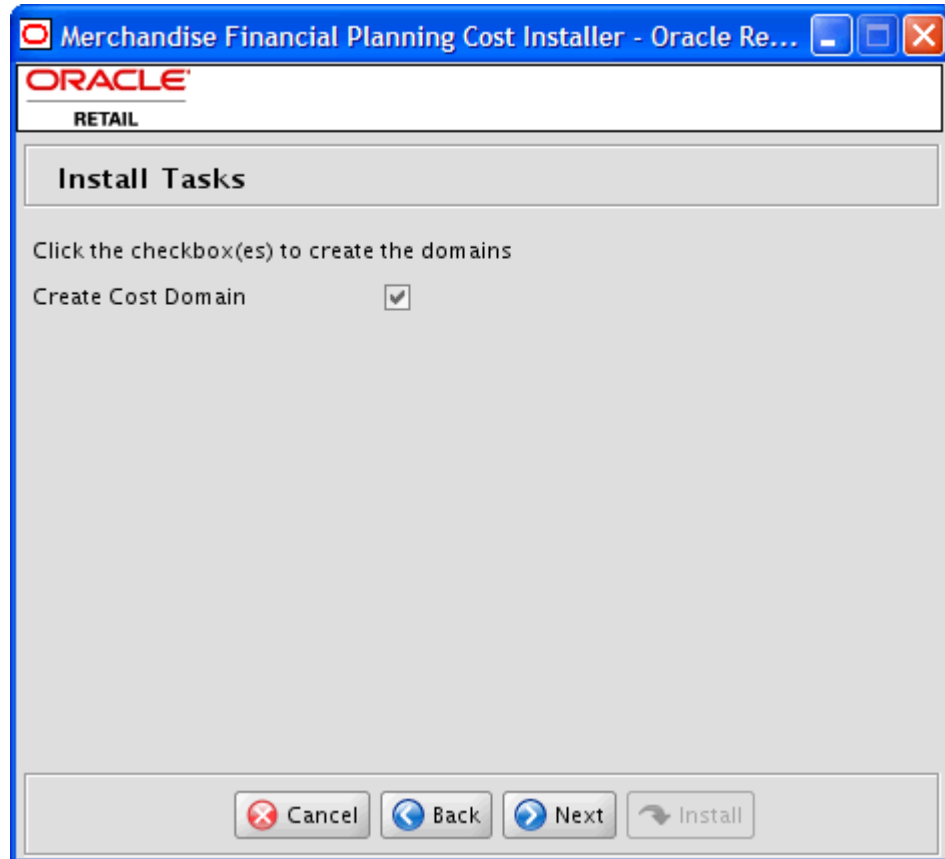 Merchandise Financial Planning Cost Installer - Oracle Re...
ORACLE
RETAIL
Install Tasks
Click the checkbox(es) to create the domains
Create Cost Domain
Cancel Back Next Install